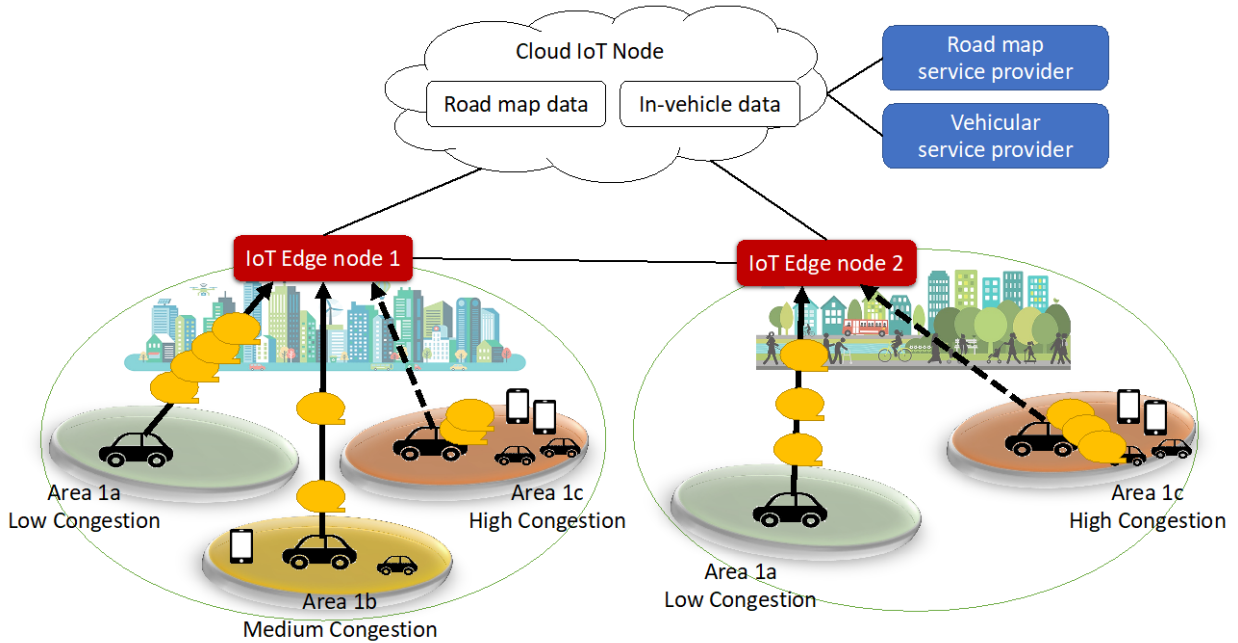 Cloud IoT Node
Road map data
In-vehicle data
Road map
service provider
Vehicular
service provider
IoT Edge node 1
IoT Edge node 2
Area 1a
Low Congestion
Area 1b
Medium Congestion
Area 1c
High Congestion
Area 1a
Low Congestion
Area 1c
High Congestion